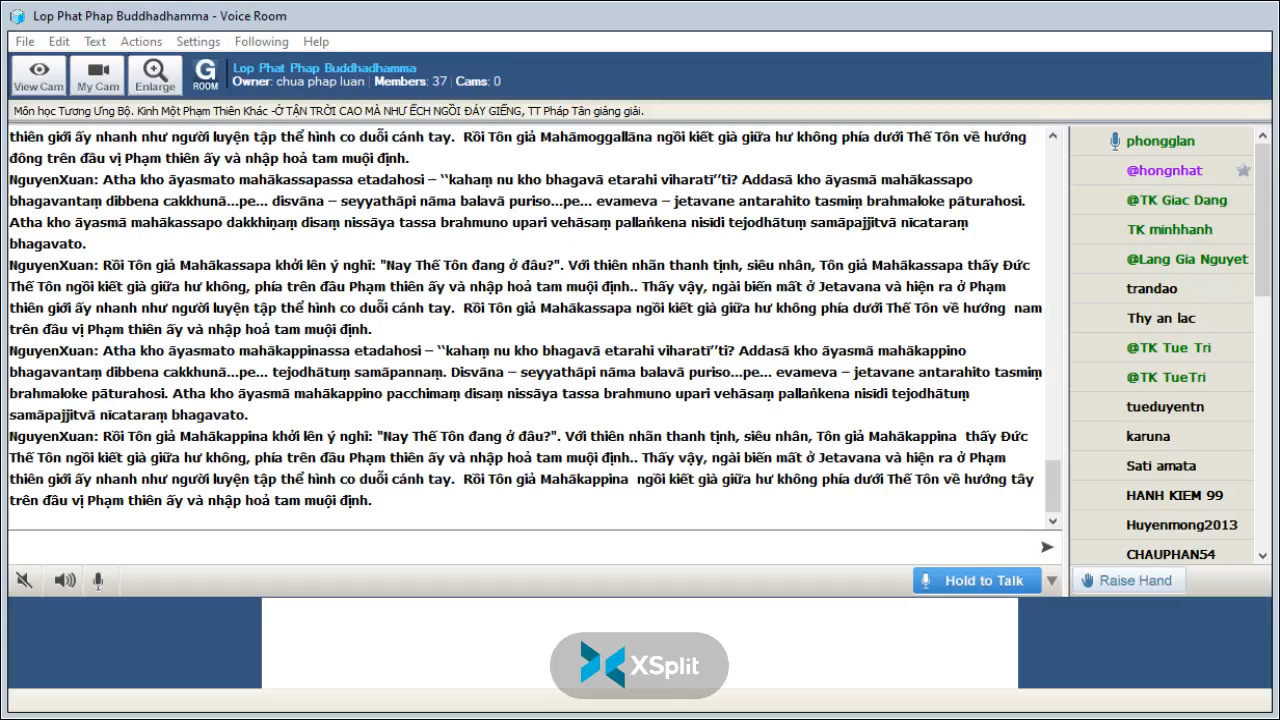 Lop Phat Phap Buddhadhamma - Voice Room
File Edit Text Actions Settings Following Help
View Cam My Cam Enlarge G ROOM
Lop Phat Phap Buddhadhamma
Owner: chua phap luan | Members: 37 | Cams: 0
Môn học Tương Ưng Bộ. Kinh Một Phạm Thiên Khác -Ở TẬN TRỜI CAO MÀ NHƯ ẾCH NGỒI ĐÁY GIẾNG, TT Pháp Tân giảng giải.
thiên giới ấy nhanh như người luyện tập thể hình co duỗi cánh tay. Rồi Tôn giả Mahāmoggallāna ngồi kiết già giữa hư không phía dưới Thế Tôn về hướng
đông trên đầu vị Phạm thiên ấy và nhập hoả tam muội định.
NguyenXuan: Atha kho āyasmato mahākassapassa etadahosi – ‘‘kahaṃ nu kho bhagavā etarahi viharatī’’ti? Addasā kho āyasmā mahākassapo
bhagavantaṃ dibbena cakkhunā...pe... disvāna – seyyathāpi nāma balavā puriso...pe... evameva – jetavane antarahito tasmiṃ brahmaloke pāturahosi.
Atha kho āyasmā mahākassapo dakkhiṇaṃ disaṃ nissāya tassa brahmuno upari vehāsaṃ pallaṅkena nisīdi tejodhātuṃ samāpajjitvā nīcataraṃ
bhagavato.
NguyenXuan: Rồi Tôn giả Mahākassapa khởi lên ý nghĩ: "Nay Thế Tôn đang ở đâu?". Với thiên nhãn thanh tịnh, siêu nhân, Tôn giả Mahākassapa thấy Đức
Thế Tôn ngồi kiết già giữa hư không, phía trên đầu Phạm thiên ấy và nhập hoả tam muội định.. Thấy vậy, ngài biến mất ở Jetavana và hiện ra ở Phạm
thiên giới ấy nhanh như người luyện tập thể hình co duỗi cánh tay. Rồi Tôn giả Mahākassapa ngồi kiết già giữa hư không phía dưới Thế Tôn về hướng nam
trên đầu vị Phạm thiên ấy và nhập hoả tam muội định.
NguyenXuan: Atha kho āyasmato mahākappinassa etadahosi – ‘‘kahaṃ nu kho bhagavā etarahi viharatī’’ti? Addasā kho āyasmā mahākappino
bhagavantaṃ dibbena cakkhunā...pe... tejodhātuṃ samāpannaṃ. Disvāna – seyyathāpi nāma balavā puriso...pe... evameva – jetavane antarahito tasmiṃ
brahmaloke pāturahosi. Atha kho āyasmā mahākappino pacchimaṃ disaṃ nissāya tassa brahmuno upari vehāsaṃ pallaṅkena nisīdi tejodhātuṃ
samāpajjitvā nīcataraṃ bhagavato.
NguyenXuan: Rồi Tôn giả Mahākappina khởi lên ý nghĩ: "Nay Thế Tôn đang ở đâu?". Với thiên nhãn thanh tịnh, siêu nhân, Tôn giả Mahākappina thấy Đức
Thế Tôn ngồi kiết già giữa hư không, phía trên đầu Phạm thiên ấy và nhập hoả tam muội định.. Thấy vậy, ngài biến mất ở Jetavana và hiện ra ở Phạm
thiên giới ấy nhanh như người luyện tập thể hình co duỗi cánh tay. Rồi Tôn giả Mahākappina ngồi kiết già giữa hư không phía dưới Thế Tôn về hướng tây
trên đầu vị Phạm thiên ấy và nhập hoả tam muội định.
phongglan
@hongnhat
@TK Giac Dang
TK minhhanh
@Lang Gia Nguyet
trandao
Thy an lac
@TK Tue Tri
@TK TueTri
tueduyentn
karuna
Sati amata
HANH KIEM 99
Huyenmong2013
CHAUPHAN54
Hold to Talk
Raise Hand
XSplit